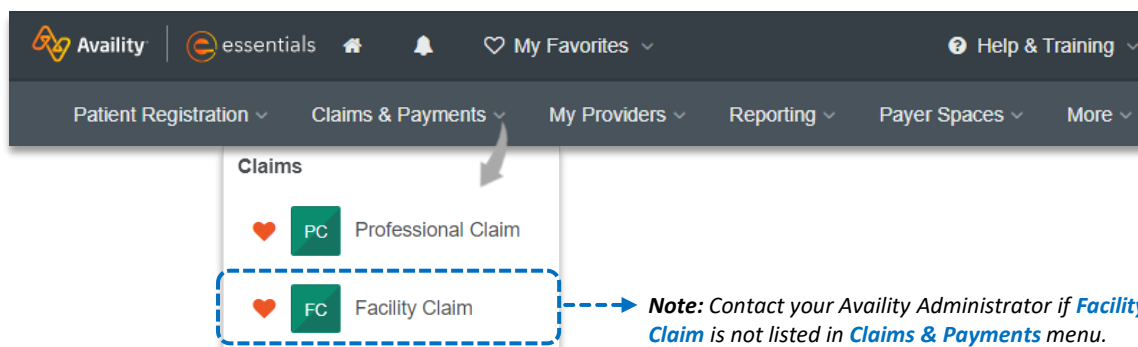 Availity essentials My Favorites Help & Training
Patient Registration Claims & Payments My Providers Reporting Payer Spaces More
Claims
PC Professional Claim
FC Facility Claim
Note: Contact your Availity Administrator if Facility
Claim is not listed in Claims & Payments menu.